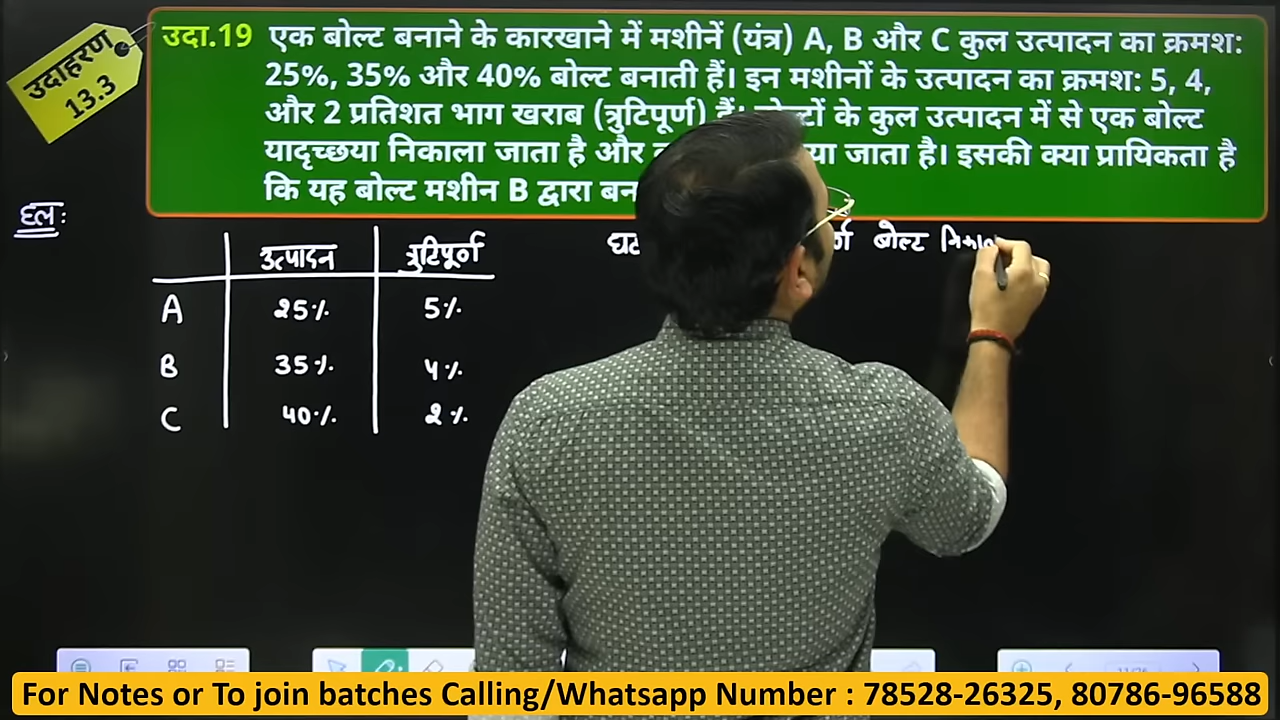 उदाहरण
13.3
उदा.19 एक बोल्ट बनाने के कारखाने में मशीनें (यंत्र) A, B और C कुल उत्पादन का क्रमश:
25%, 35% और 40% बोल्ट बनाती हैं। इन मशीनों के उत्पादन का क्रमश: 5, 4,
और 2 प्रतिशत भाग खराब (त्रुटिपूर्ण) हैं। बोल्टों के कुल उत्पादन में से एक बोल्ट
यादृच्छया निकाला जाता है और जाता है। इसकी क्या प्रायिकता है
कि यह बोल्ट मशीन B द्वारा
हल:
उत्पादन त्रुटिपूर्ण
A 25% 5%
B 35% 4%
C 40% 2%
बोल्ट
For Notes or To join batches Calling/Whatsapp Number : 78528-26325, 80786-96588